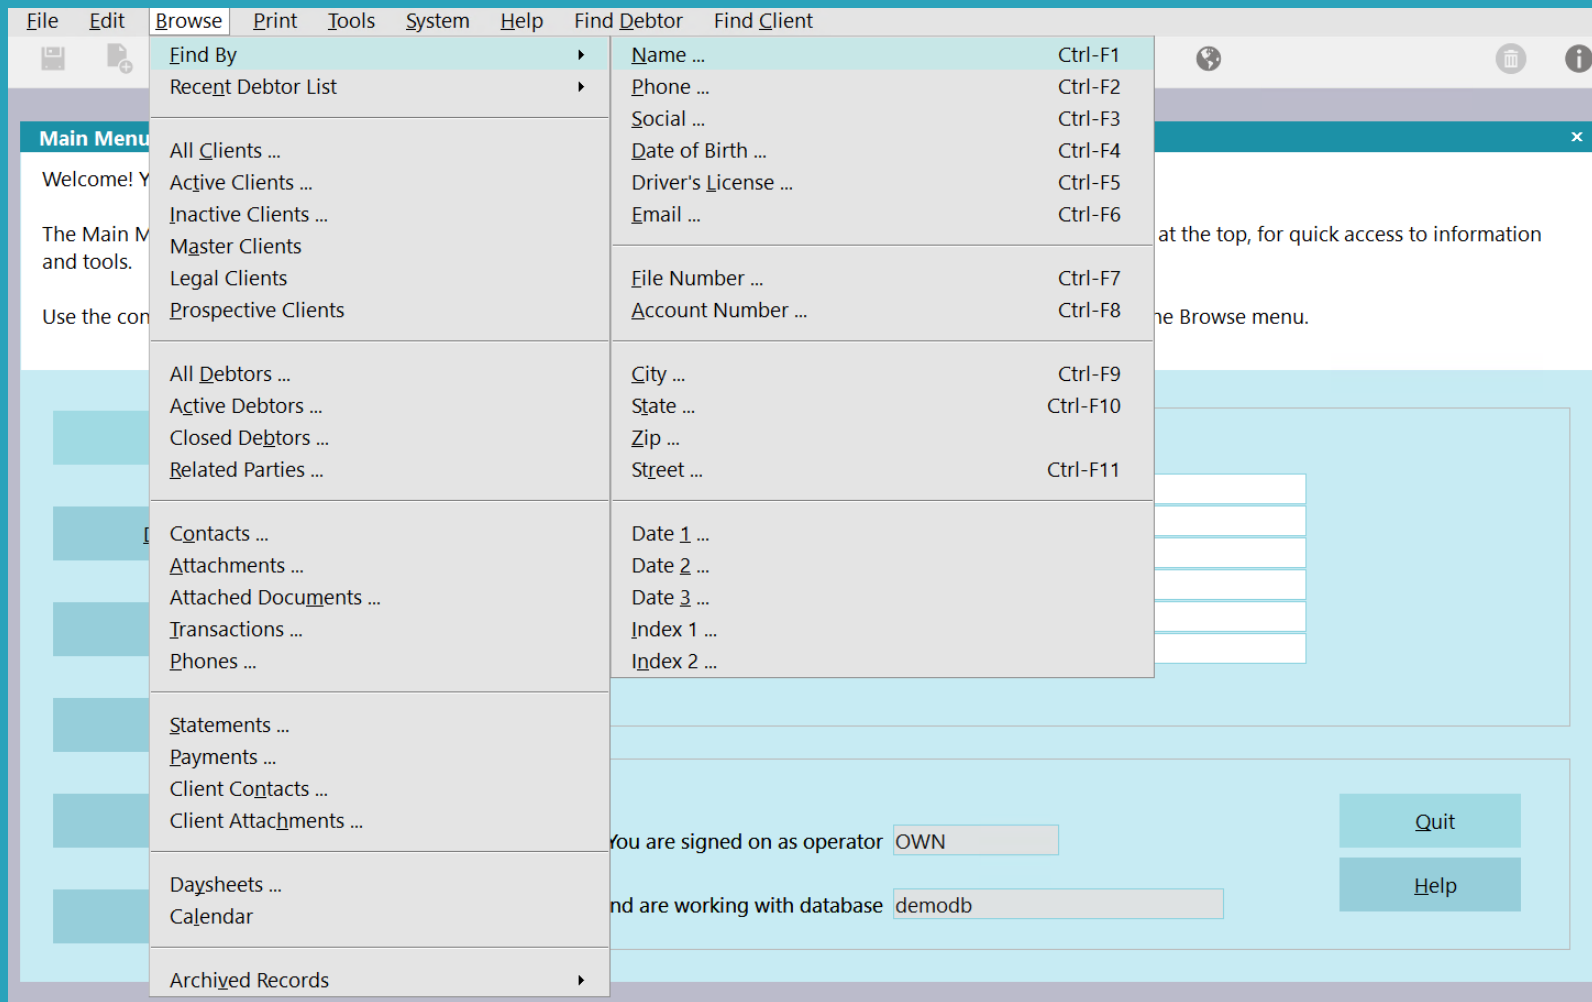 File Edit Browse Print Tools System Help Find Debtor Find Client
Find By
Recent Debtor List
All Clients ...
Active Clients ...
Inactive Clients ...
Master Clients
Legal Clients
Prospective Clients
All Debtors ...
Active Debtors ...
Closed Debtors ...
Related Parties ...
Contacts ...
Attachments ...
Attached Documents ...
Transactions ...
Phones ...
Statements ...
Payments ...
Client Contacts ...
Client Attachments ...
Daysheets ...
Calendar
Archived Records
Name ... Ctrl-F1
Phone ... Ctrl-F2
Social ... Ctrl-F3
Date of Birth ... Ctrl-F4
Driver's License ... Ctrl-F5
Email ... Ctrl-F6
File Number ... Ctrl-F7
Account Number ... Ctrl-F8
City ... Ctrl-F9
State ... Ctrl-F10
Zip ...
Street ... Ctrl-F11
Date 1 ...
Date 2 ...
Date 3 ...
Index 1 ...
Index 2 ...
Main Menu
Welcome!
The Main at the top, for quick access to information
and tools.
Use the Browse menu.
You are signed on as operator OWN
are working with database demodb
Quit
Help